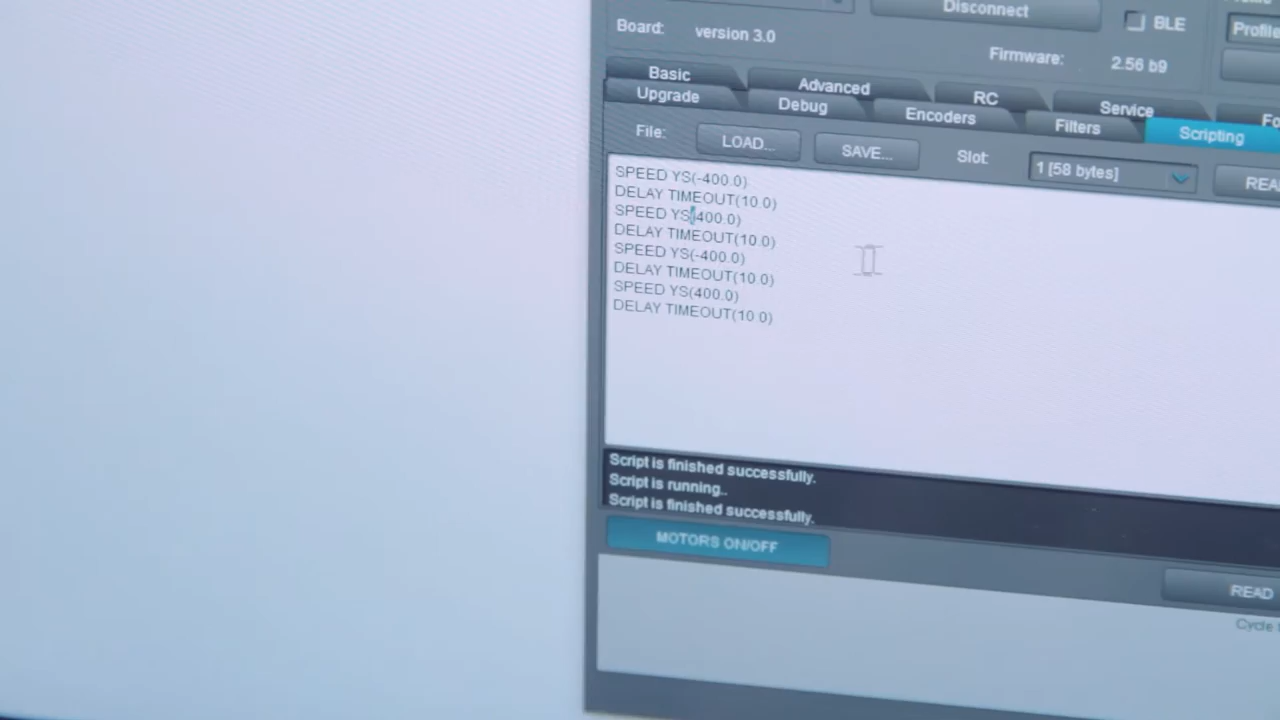 Disconnect
BLE
Board: version 3.0
Firmware: 2.56 b9
Basic Advanced RC Service
Upgrade Debug Encoders Filters Scripting
File: LOAD... SAVE... Slot: 1 [58 bytes]
SPEED YS(-400.0)
DELAY TIMEOUT(10.0)
SPEED YS(400.0)
DELAY TIMEOUT(10.0)
SPEED YS(-400.0)
DELAY TIMEOUT(10.0)
SPEED YS(400.0)
DELAY TIMEOUT(10.0)
Script is finished successfully.
Script is running..
Script is finished successfully.
MOTORS ON/OFF
READ
Cycle